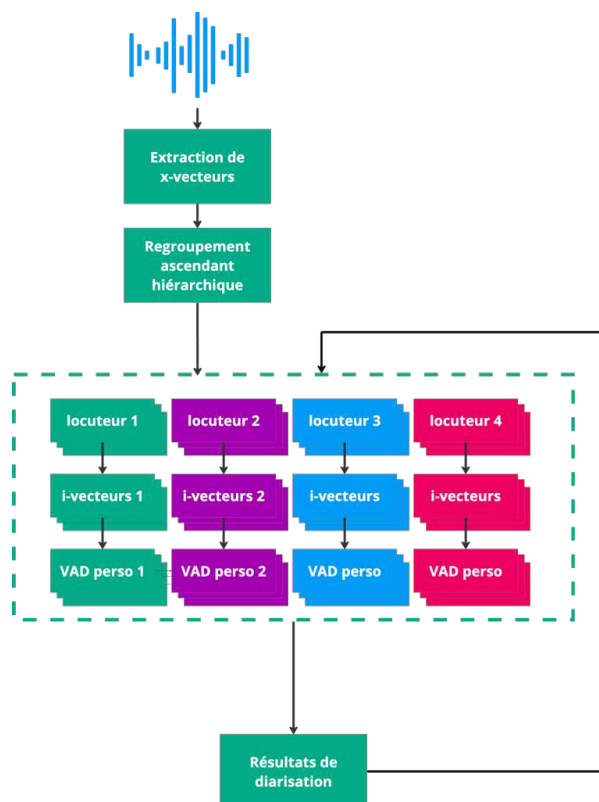 Extraction de
x-vecteurs
Regroupement
ascendant
hiérarchique
locuteur 1
locuteur 2
locuteur 3
locuteur 4
i-vecteurs 1
i-vecteurs 2
i-vecteurs
i-vecteurs
VAD perso 1
VAD perso 2
VAD perso
VAD perso
Résultats de
diarisation